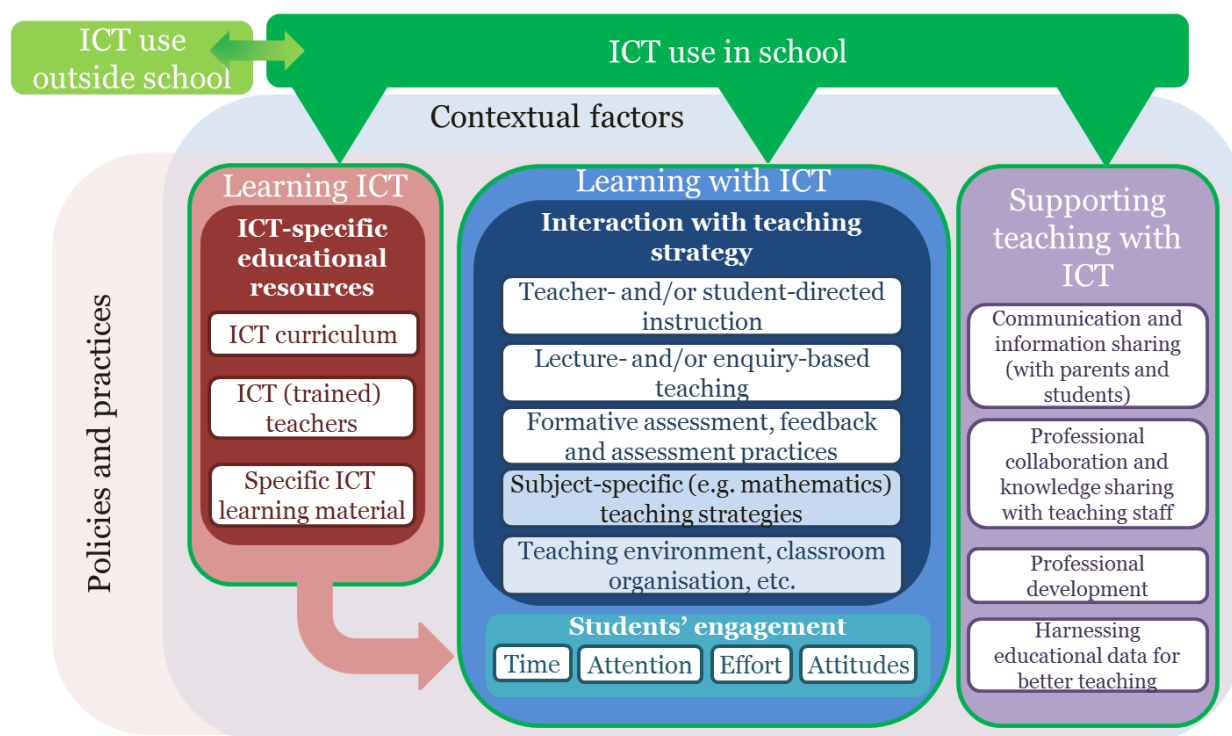 ICT use
outside school
ICT use in school
Contextual factors
Policies and practices
Learning ICT
ICT-specific
educational
resources
ICT curriculum
ICT (trained)
teachers
Specific ICT
learning material
Learning with ICT
Interaction with teaching
strategy
Teacher- and/or student-directed
instruction
Lecture- and/or enquiry-based
teaching
Formative assessment, feedback
and assessment practices
Subject-specific (e.g. mathematics)
teaching strategies
Teaching environment, classroom
organisation, etc.
Students’ engagement
Time
Attention
Effort
Attitudes
Supporting
teaching with
ICT
Communication and
information sharing
(with parents and
students)
Professional
collaboration and
knowledge sharing
with teaching staff
Professional
development
Harnessing
educational data for
better teaching